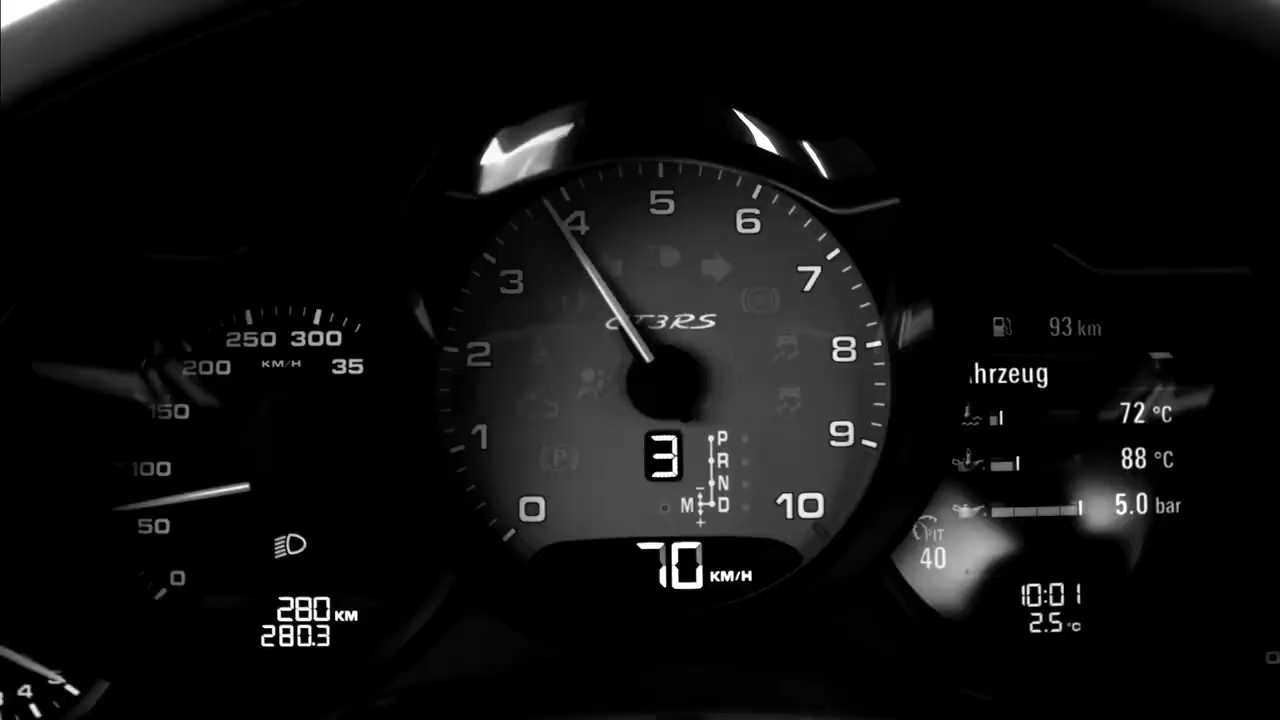 5
4
6
3
7
GT3RS
2
8
1
9
0
10
3
P
R
N
M D
70 KM/H
250 300
200 KM/H 35
150
100
50
0
280 KM
280.3
93 km
hrzeug
72 °C
88 °C
5.0 bar
PIT
40
10:01
2.5 °C
4 5